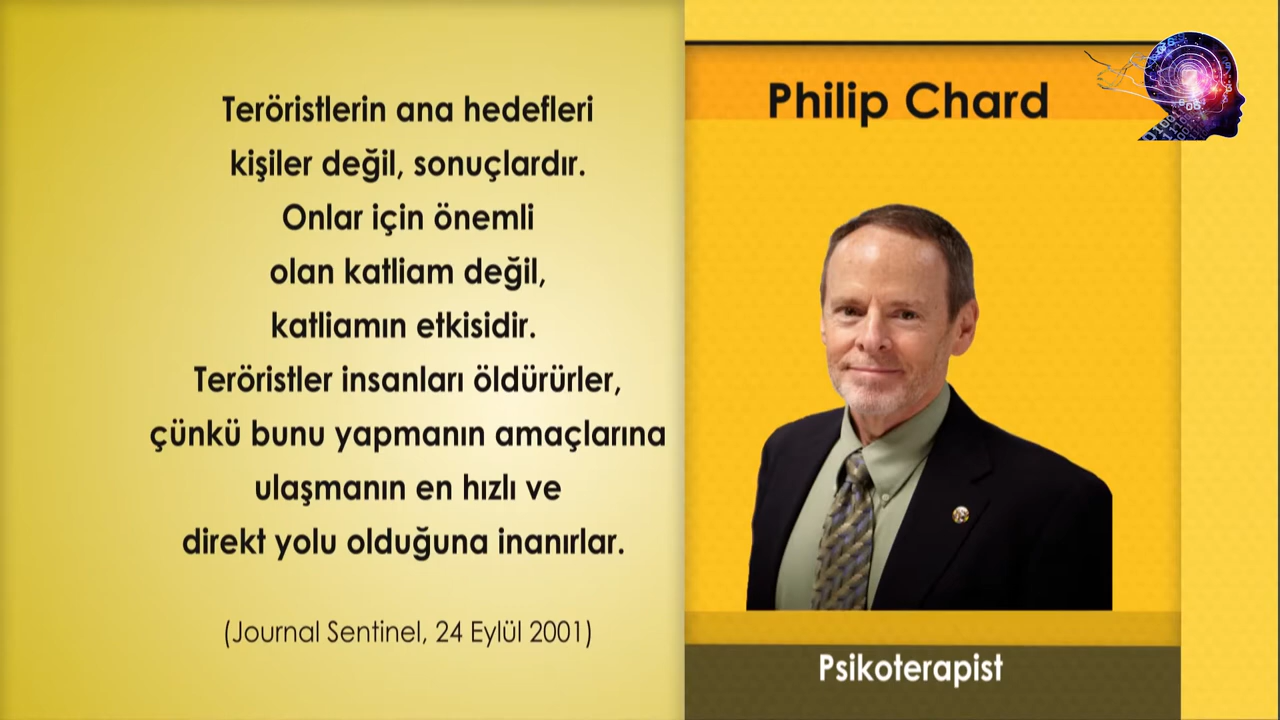 Teröristlerin ana hedefleri
kişiler değil, sonuçlardır.
Onlar için önemli
olan katliam değil,
katliamın etkisidir.
Teröristler insanları öldürürler,
çünkü bunu yapmanın amaçlarına
ulaşmanın en hızlı ve
direkt yolu olduğuna inanırlar.
(Journal Sentinel, 24 Eylül 2001)
Philip Chard
Psikoterapist